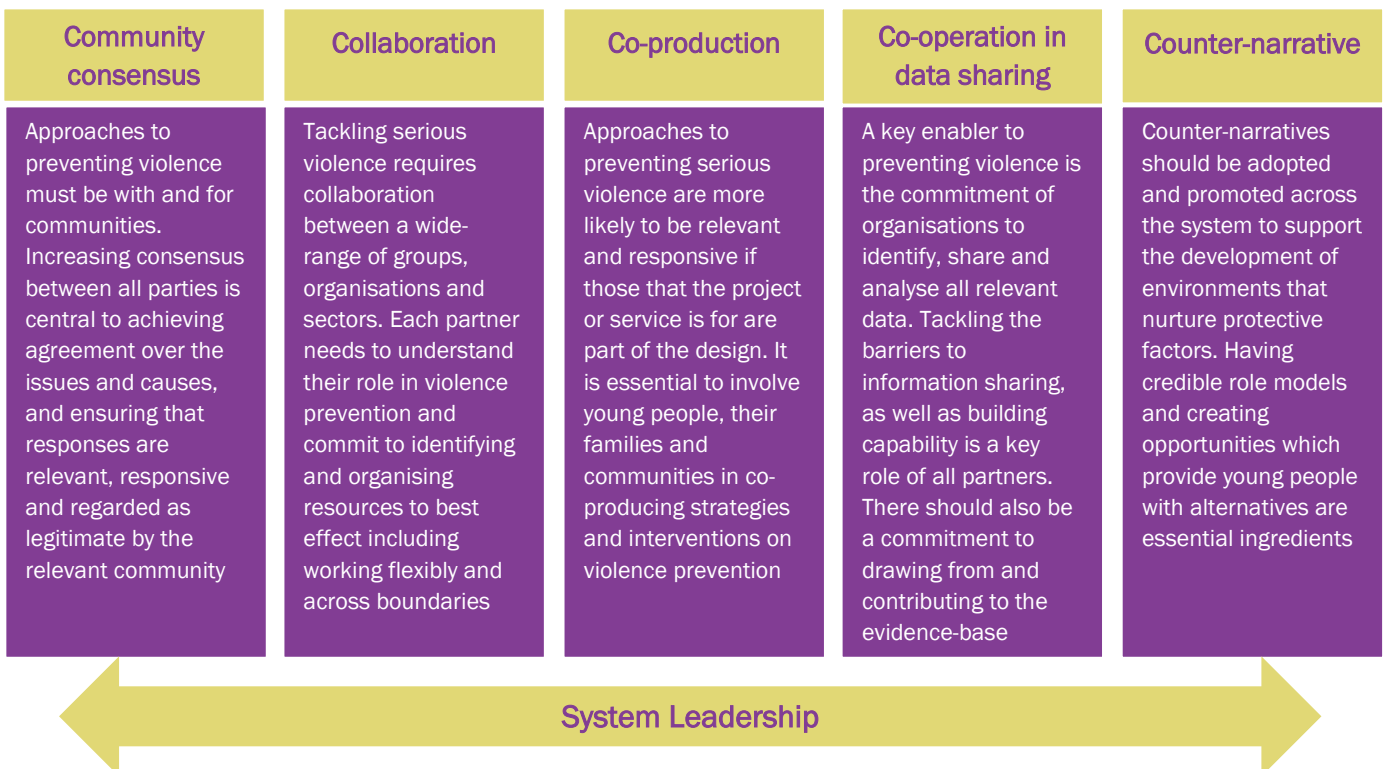 Community
consensus
Approaches to
preventing violence
must be with and for
communities.
Increasing consensus
between all parties is
central to achieving
agreement over the
issues and causes,
and ensuring that
responses are
relevant, responsive
and regarded as
legitimate by the
relevant community
Collaboration
Tackling serious
violence requires
collaboration
between a wide-
range of groups,
organisations and
sectors. Each partner
needs to understand
their role in violence
prevention and
commit to identifying
and organising
resources to best
effect including
working flexibly and
across boundaries
Co-production
Approaches to
preventing serious
violence are more
likely to be relevant
and responsive if
those that the project
or service is for are
part of the design. It
is essential to involve
young people, their
families and
communities in co-
producing strategies
and interventions on
violence prevention
Co-operation in
data sharing
A key enabler to
preventing violence is
the commitment of
organisations to
identify, share and
analyse all relevant
data. Tackling the
barriers to
information sharing,
as well as building
capability is a key
role of all partners.
There should also be
a commitment to
drawing from and
contributing to the
evidence-base
Counter-narrative
Counter-narratives
should be adopted
and promoted across
the system to support
the development of
environments that
nurture protective
factors. Having
credible role models
and creating
opportunities which
provide young people
with alternatives are
essential ingredients
System Leadership